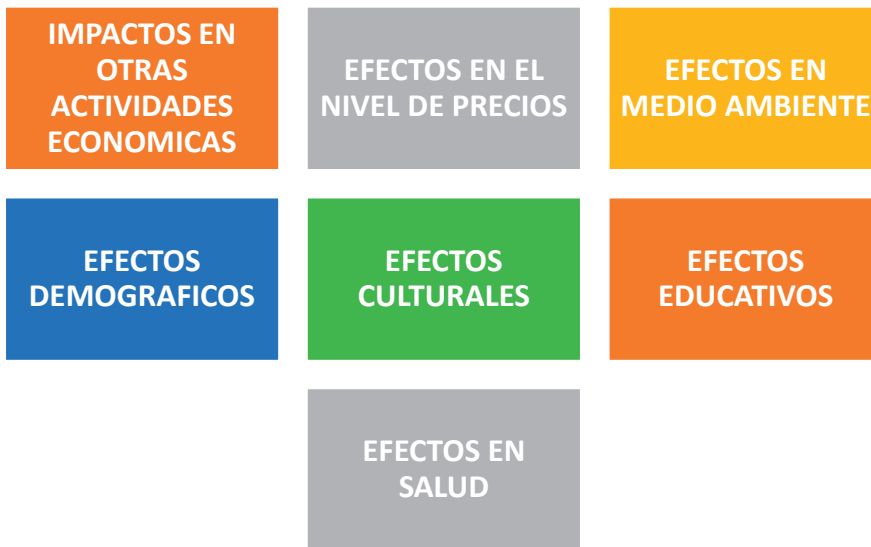 IMPACTOS EN
OTRAS
ACTIVIDADES
ECONOMICAS
EFECTOS EN EL
NIVEL DE PRECIOS
EFECTOS EN
MEDIO AMBIENTE
EFECTOS
DEMOGRAFICOS
EFECTOS
CULTURALES
EFECTOS
EDUCATIVOS
EFECTOS EN
SALUD